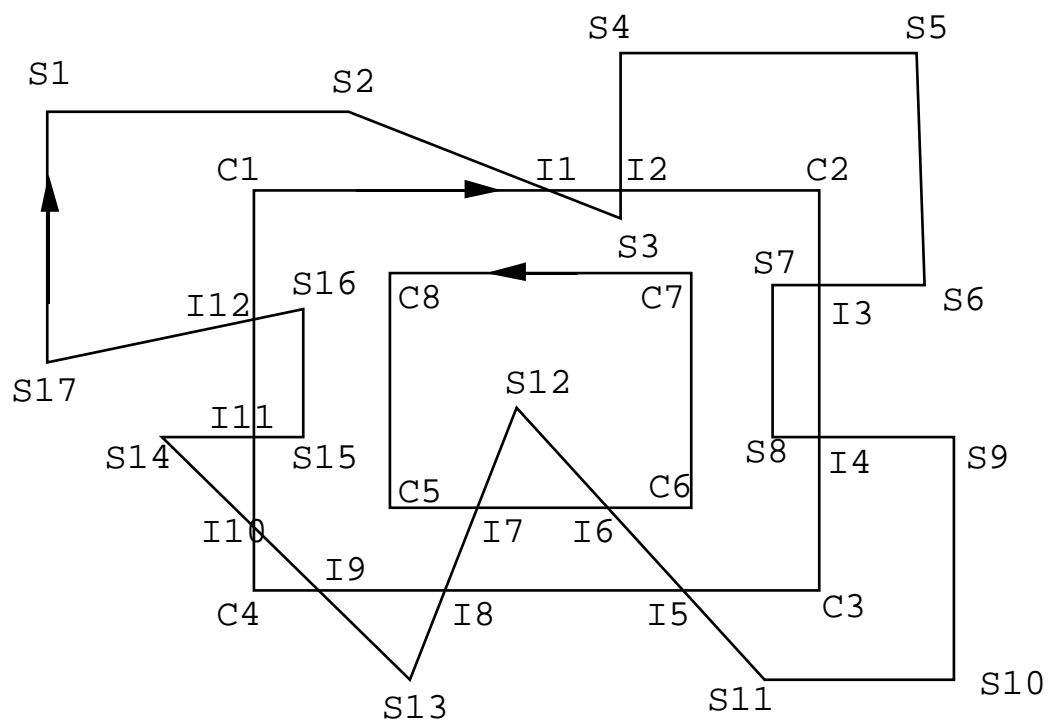 S4 S5
S1 S2
C1 I1 I2 C2
S3
S7
S16
C8 C7 S6
I12 I3
S17 S12
I11
S14 S15 S8 I4 S9
C5 C6
I10 I7 I6
I9
C4 I8 I5 C3
S13 S11 S10